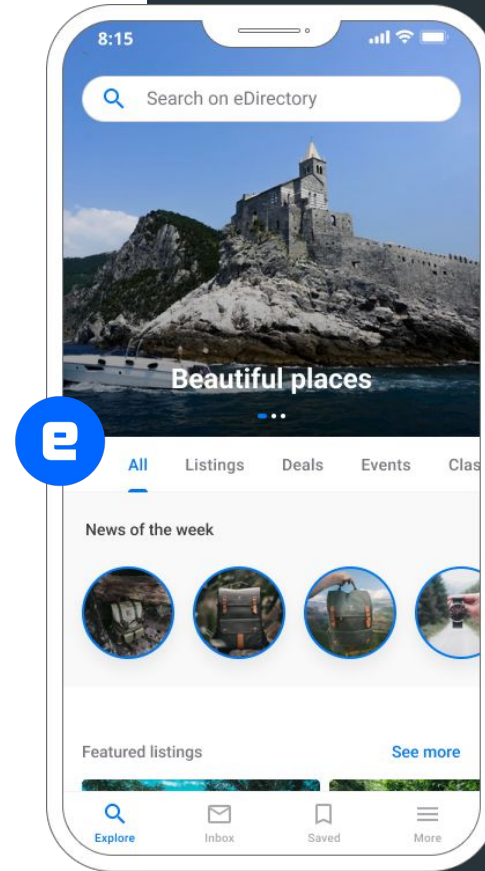 8:15
Search on eDirectory
Beautiful places
e
All Listings Deals Events Clas
News of the week
Featured listings See more
Explore Inbox Saved More